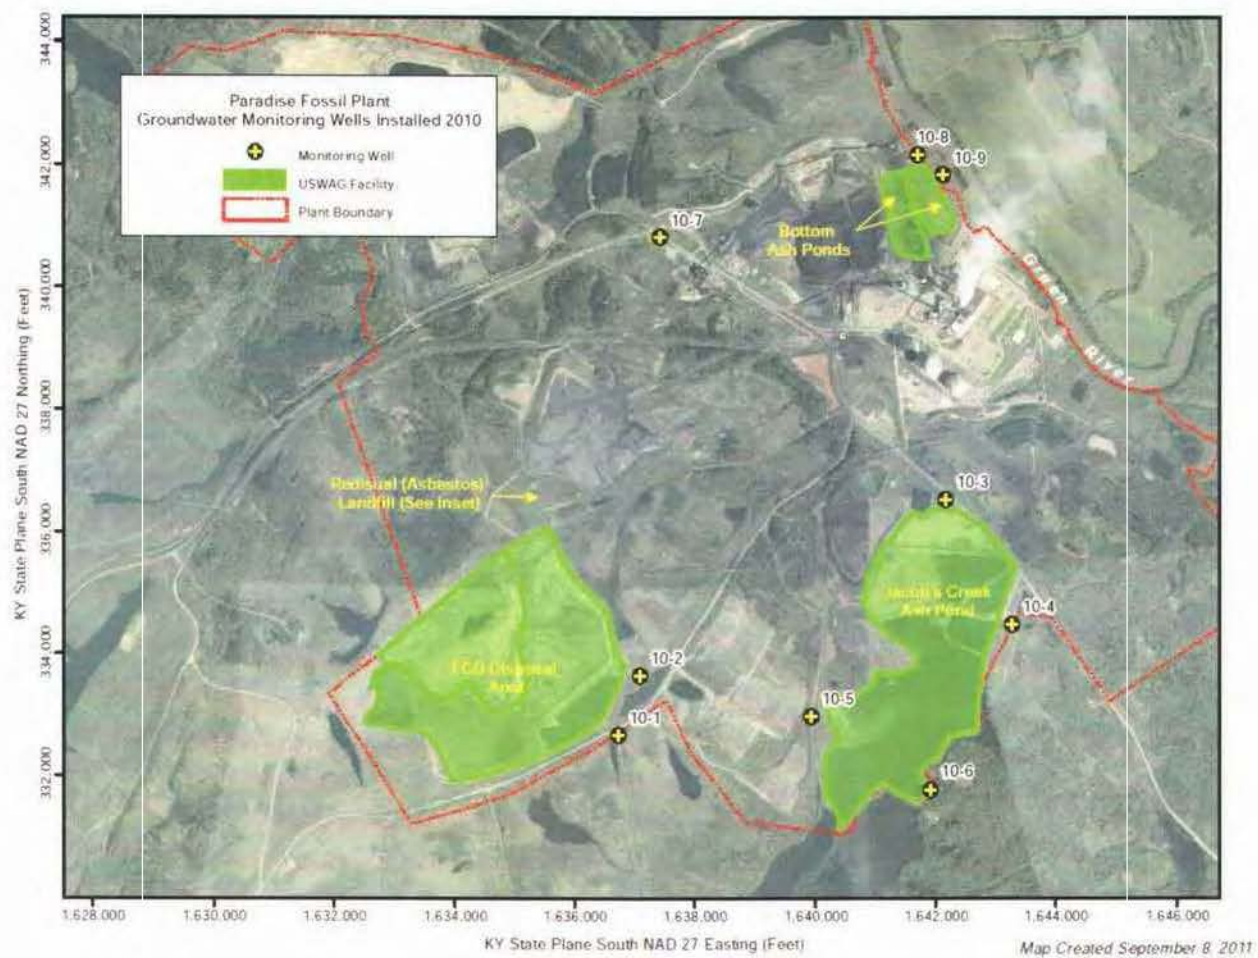 Paradise Fossil Plant
Groundwater Monitoring Wells Installed 2010
Monitoring Well
USWAG Facility
Plant Boundary
10-8
10-9
10-7
Bottom
Ash Ponds
Green River
Redisual (Asbestos)
Landfill (See Inset)
10-3
Jacob's Creek
Ash Pond
10-4
FGD Disposal
Area
10-2
10-1
10-5
10-6
KY State Plane South NAD 27 Northing (Feet)
344,000
342,000
340,000
338,000
336,000
334,000
332,000
1,628,000
1,630,000
1,632,000
1,634,000
1,636,000
1,638,000
1,640,000
1,642,000
1,644,000
1,646,000
KY State Plane South NAD 27 Easting (Feet)
Map Created September 8, 2011